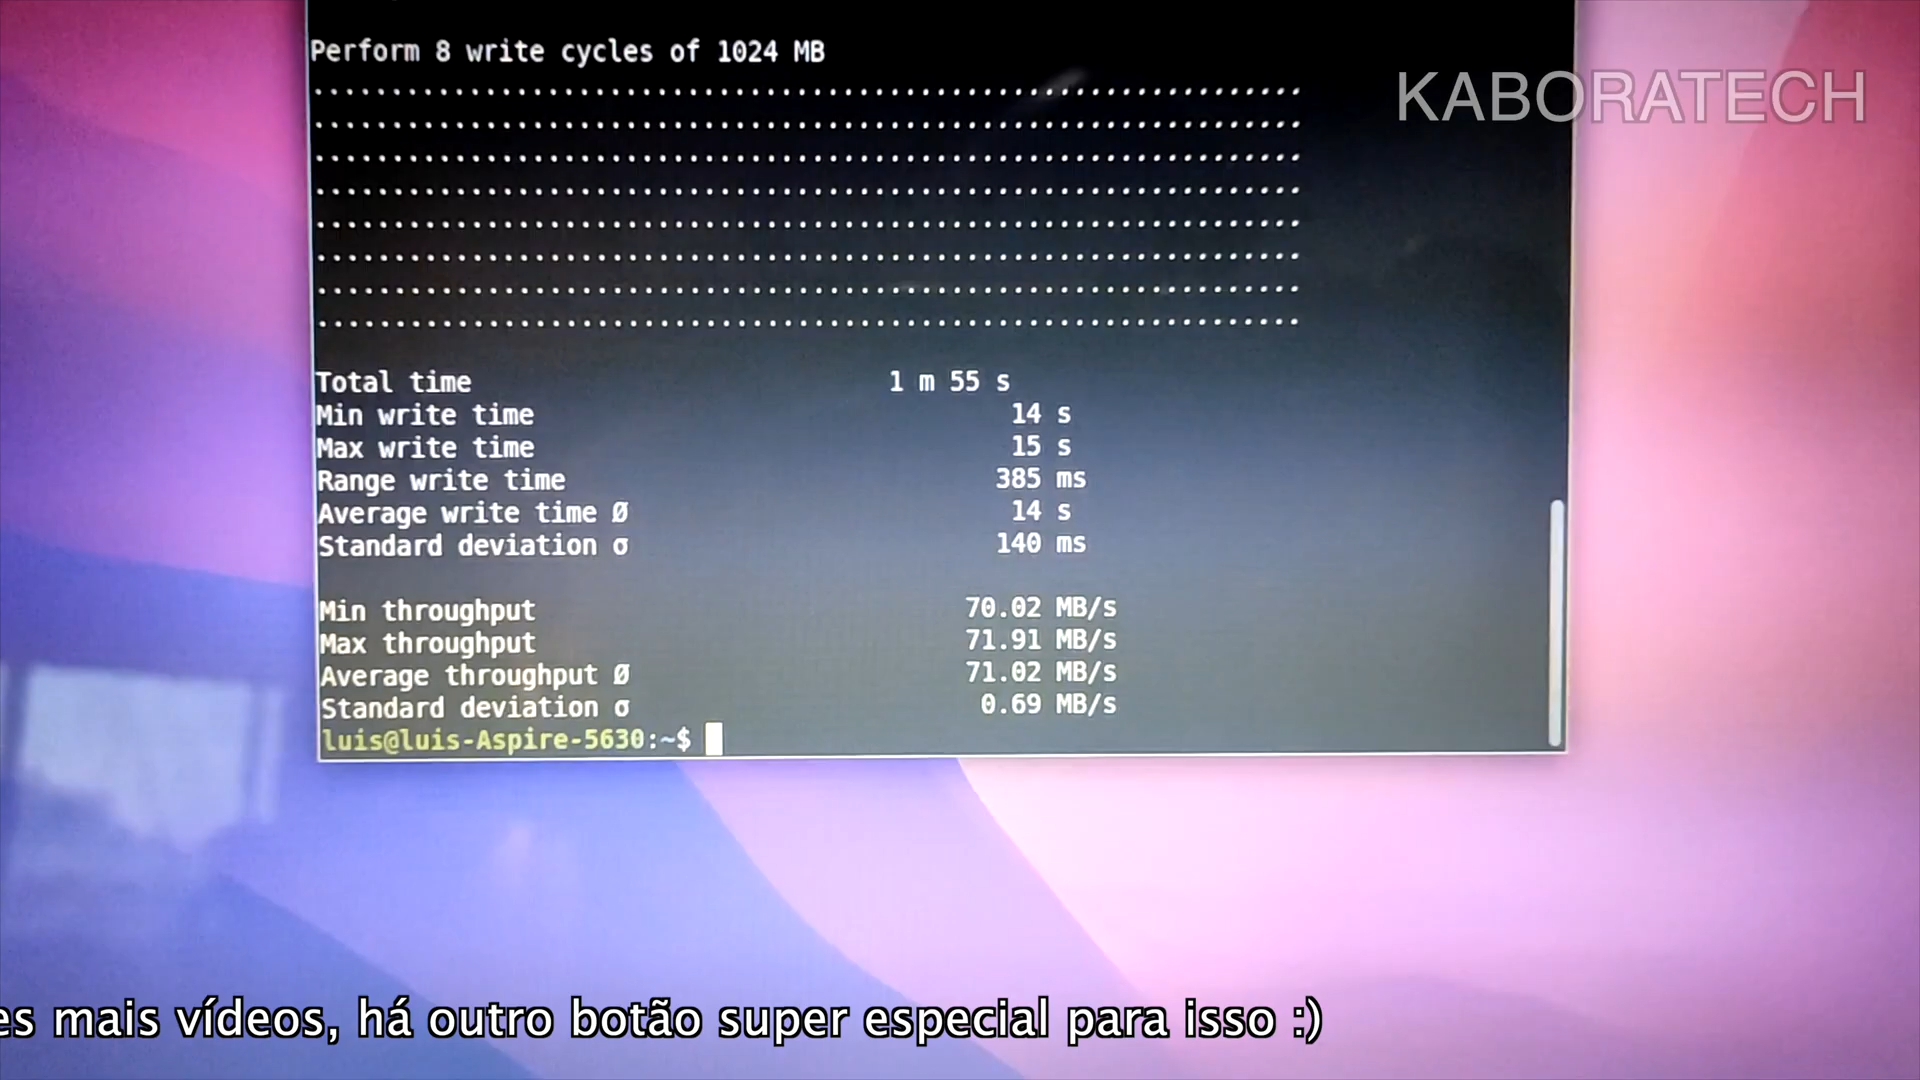 Perform 8 write cycles of 1024 MB
KABORATECH
................................................................
................................................................
................................................................
................................................................
................................................................
................................................................
................................................................
................................................................
Total time 1 m 55 s
Min write time 14 s
Max write time 15 s
Range write time 385 ms
Average write time Ø 14 s
Standard deviation σ 140 ms
Min throughput 70.02 MB/s
Max throughput 71.91 MB/s
Average throughput Ø 71.02 MB/s
Standard deviation σ 0.69 MB/s
luis@luis-Aspire-5630:~$
es mais vídeos, há outro botão super especial para isso :)